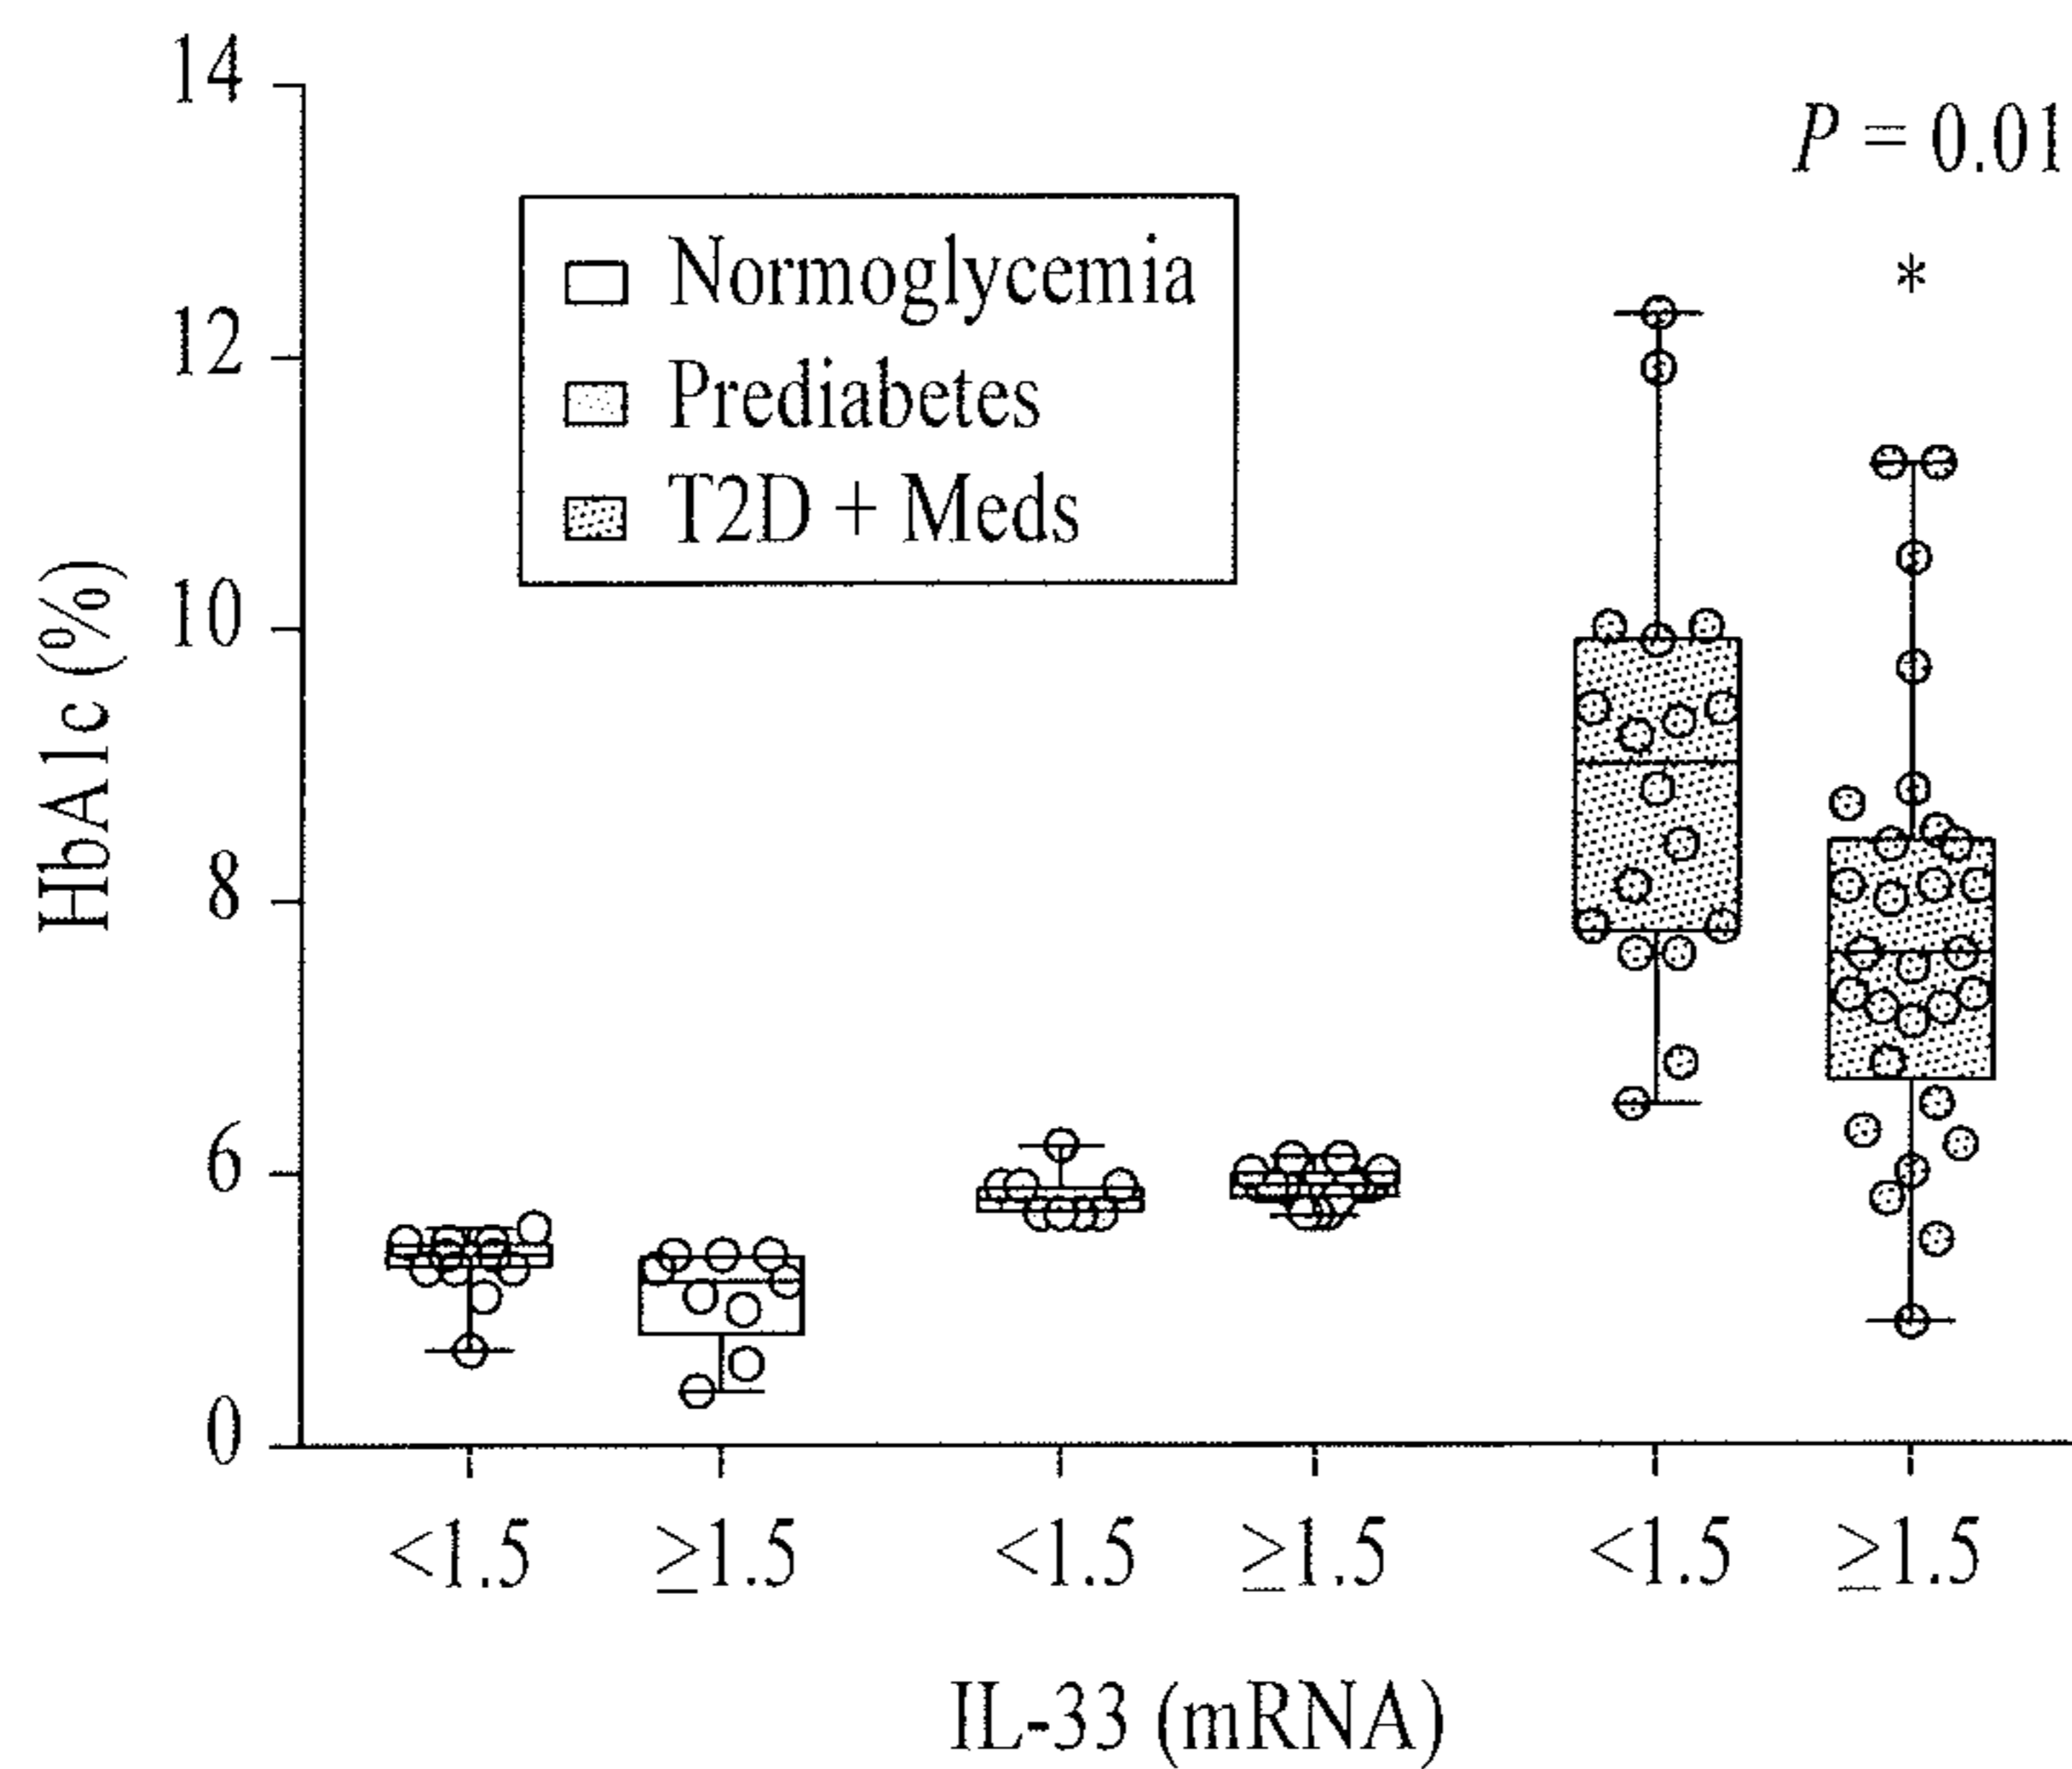 14
12
10
8
6
0
HbA1c (%)
Normoglycemia
Prediabetes
T2D + Meds
P = 0.01
*
<1.5 ≥1.5 <1.5 ≥1.5 <1.5 ≥1.5
IL-33 (mRNA)